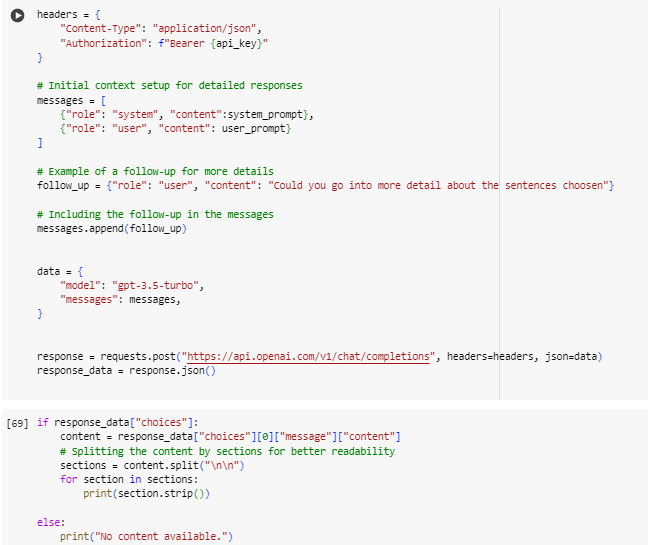 headers = {
    "Content-Type": "application/json",
    "Authorization": f"Bearer {api_key}"
}
# Initial context setup for detailed responses
messages = [
    {"role": "system", "content":system_prompt},
    {"role": "user", "content": user_prompt}
]
# Example of a follow-up for more details
follow_up = {"role": "user", "content": "Could you go into more detail about the sentences choosen"}
# Including the follow-up in the messages
messages.append(follow_up)
data = {
    "model": "gpt-3.5-turbo",
    "messages": messages,
}
response = requests.post("https://api.openai.com/v1/chat/completions", headers=headers, json=data)
response_data = response.json()
[69] if response_data["choices"]:
    content = response_data["choices"][0]["message"]["content"]
    # Splitting the content by sections for better readability
    sections = content.split("\n\n")
    for section in sections:
        print(section.strip())
else:
    print("No content available.")